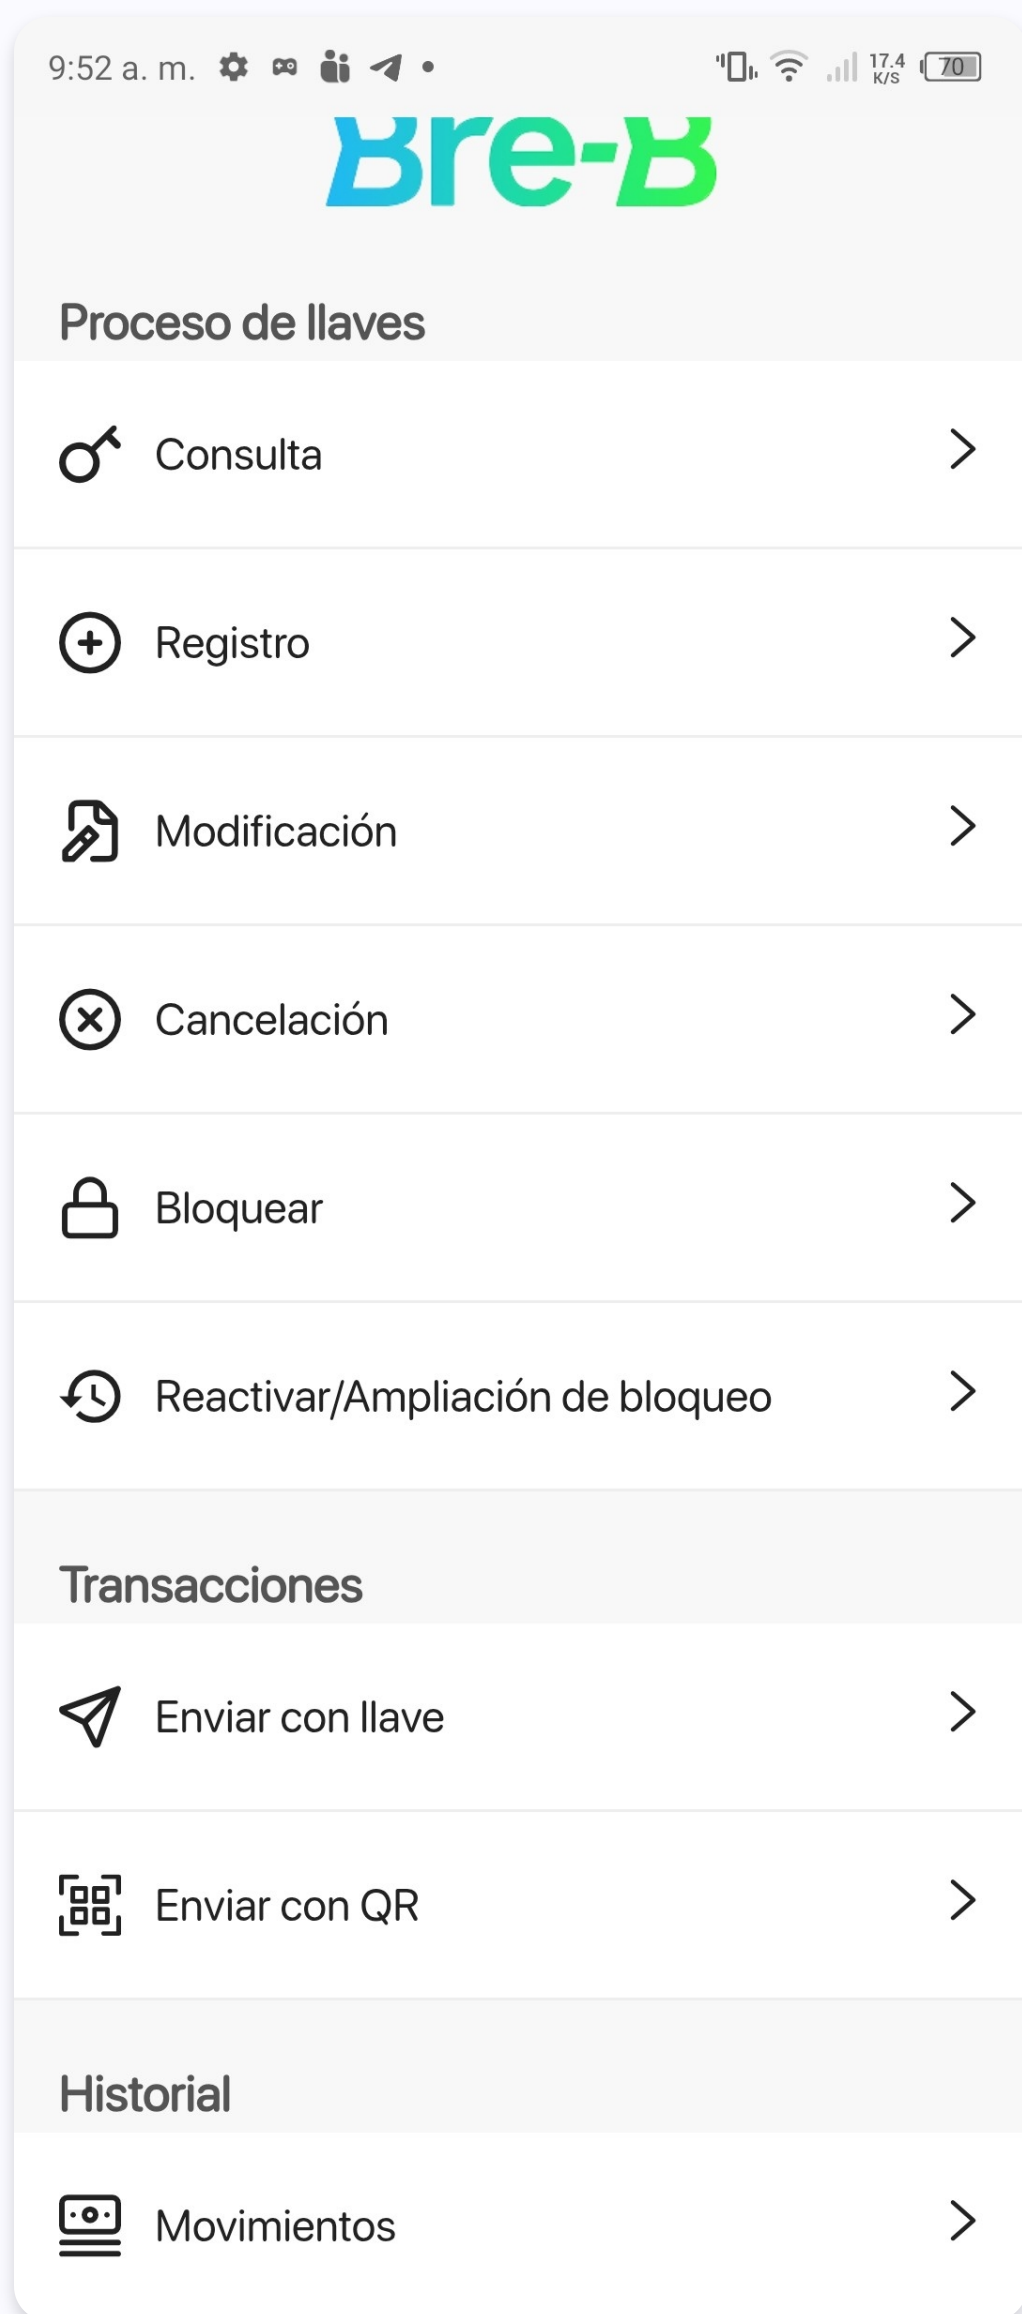 9:52 a. m.
17.4
K/S
70
Bre-B
Proceso de llaves
Consulta
Registro
Modificación
Cancelación
Bloquear
Reactivar/Ampliación de bloqueo
Transacciones
Enviar con llave
Enviar con QR
Historial
Movimientos